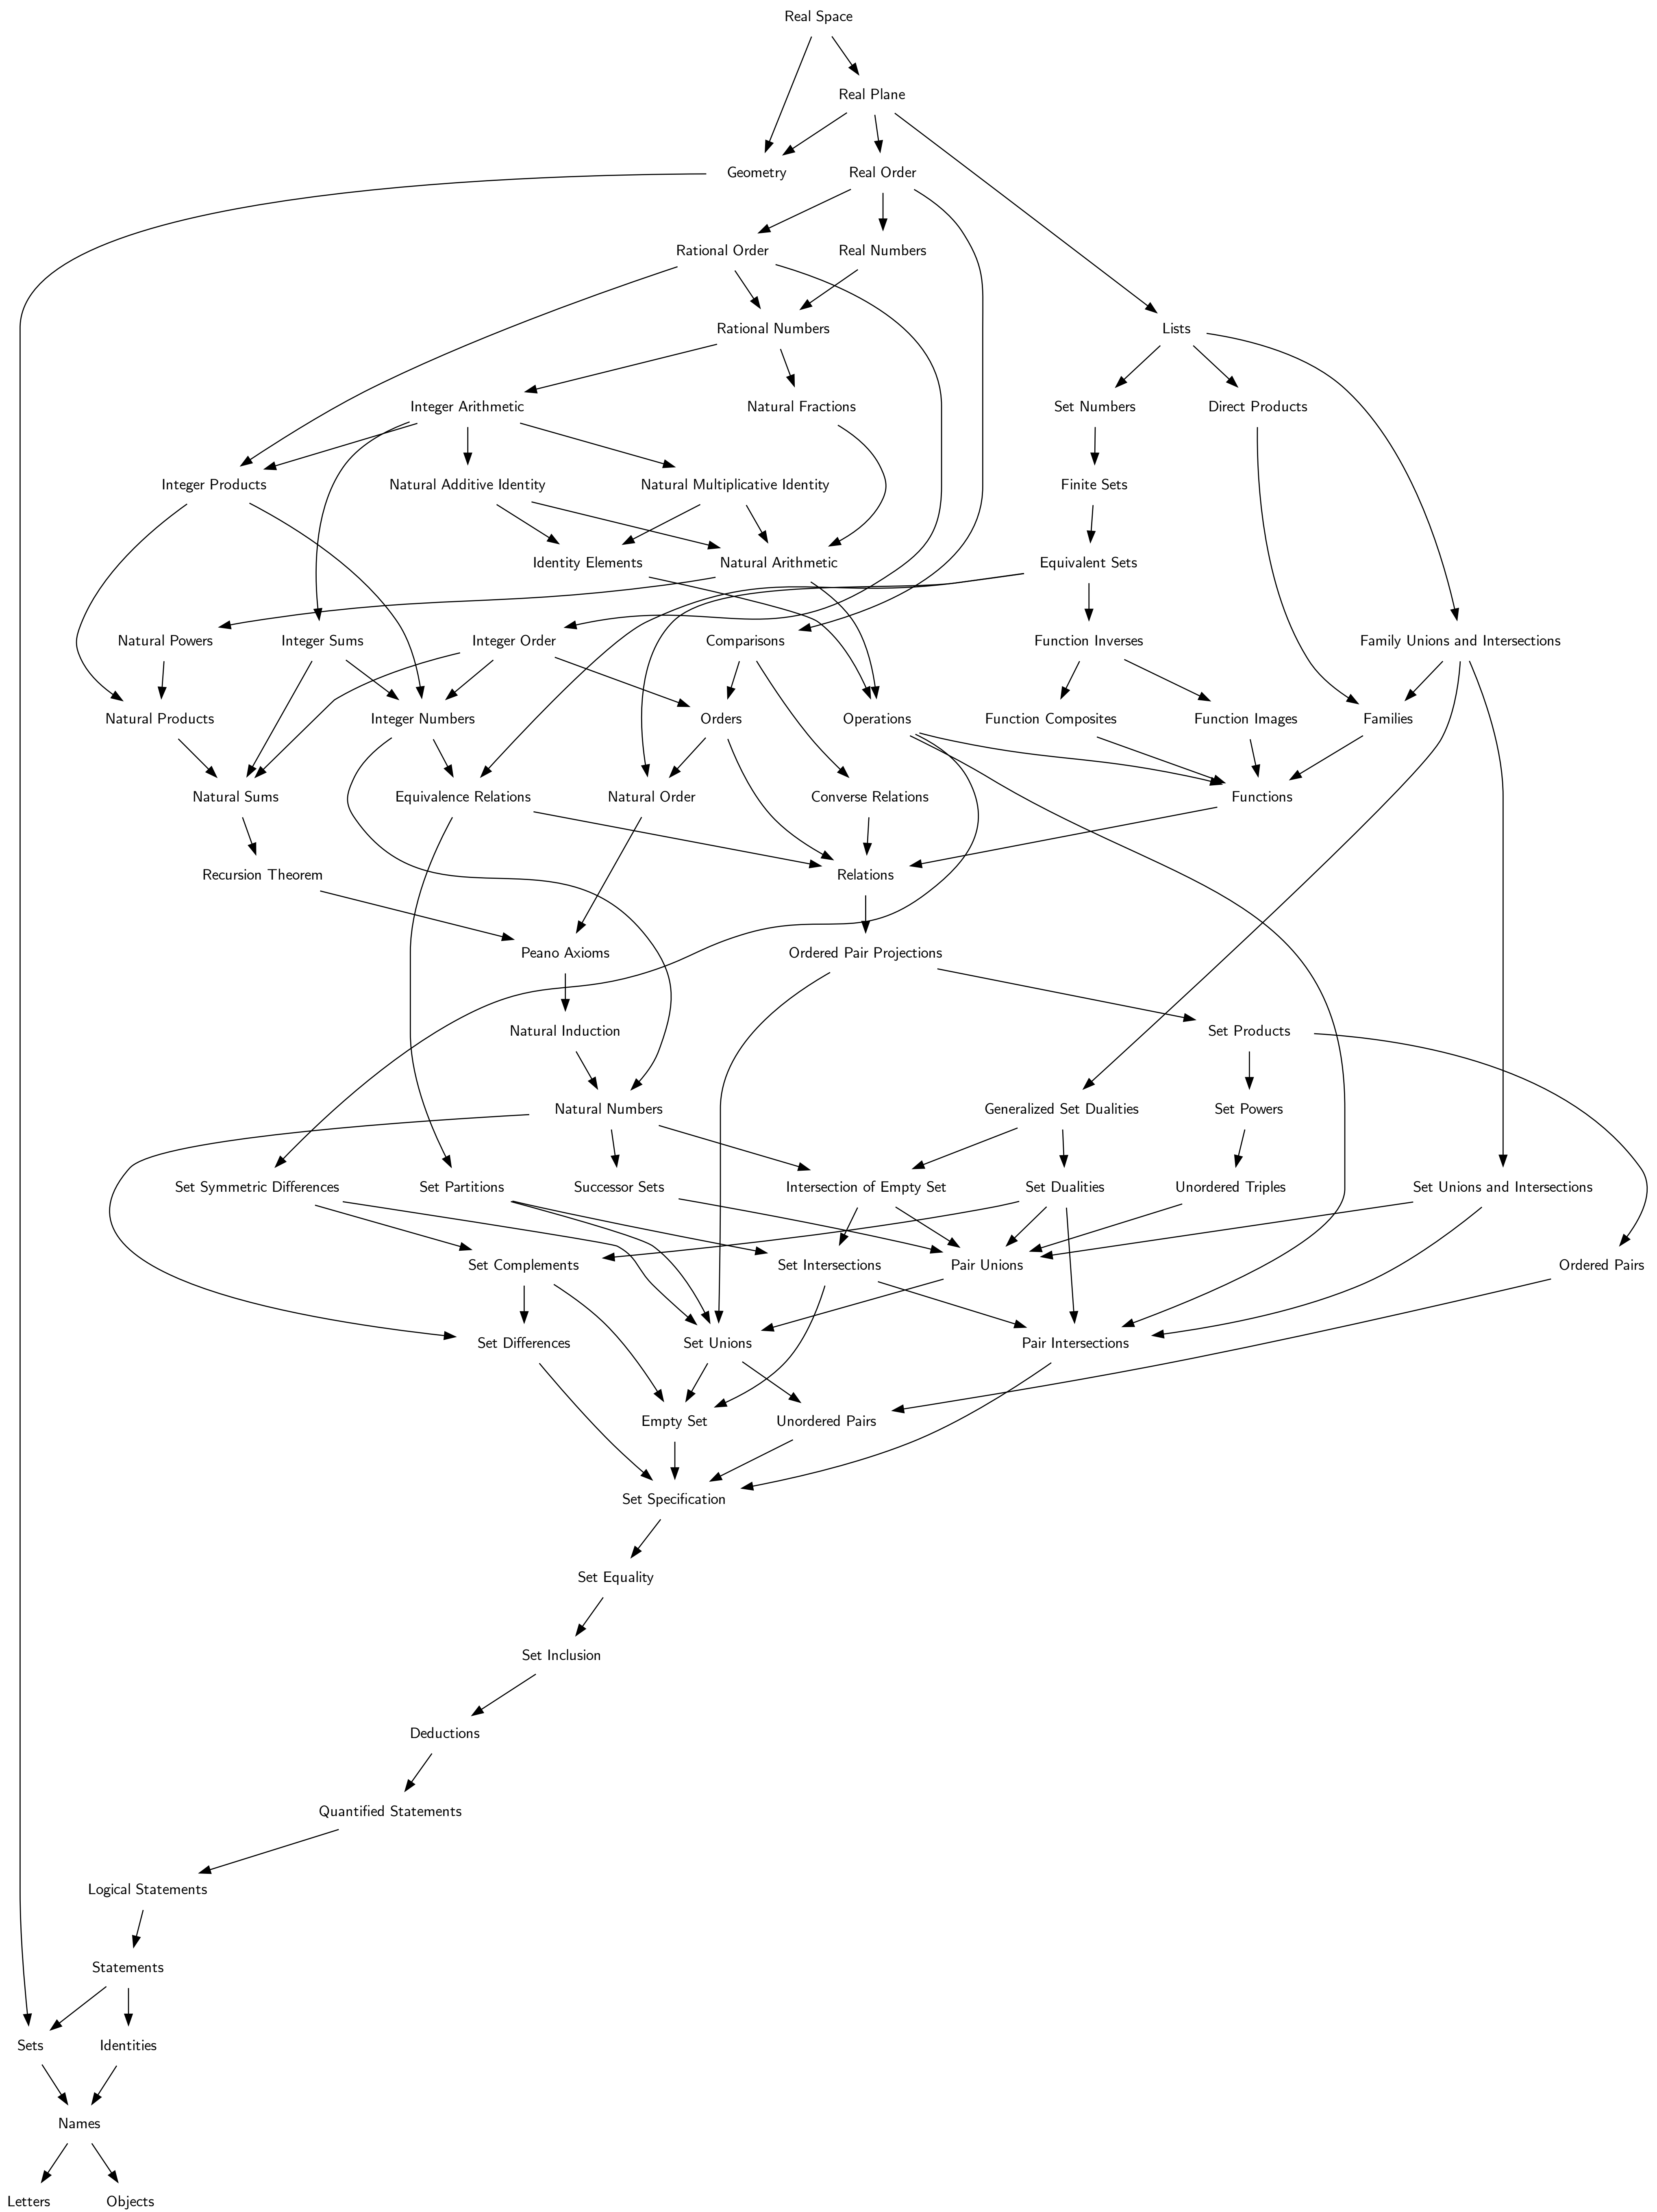 Real Space
Real Plane
Geometry
Real Order
Rational Order
Real Numbers
Rational Numbers
Lists
Integer Arithmetic
Natural Fractions
Set Numbers
Direct Products
Integer Products
Natural Additive Identity
Natural Multiplicative Identity
Finite Sets
Identity Elements
Natural Arithmetic
Equivalent Sets
Natural Powers
Integer Sums
Integer Order
Comparisons
Function Inverses
Family Unions and Intersections
Natural Products
Integer Numbers
Orders
Operations
Function Composites
Function Images
Families
Natural Sums
Equivalence Relations
Natural Order
Converse Relations
Functions
Recursion Theorem
Relations
Peano Axioms
Ordered Pair Projections
Natural Induction
Set Products
Natural Numbers
Generalized Set Dualities
Set Powers
Set Symmetric Differences
Set Partitions
Successor Sets
Intersection of Empty Set
Set Dualities
Unordered Triples
Set Unions and Intersections
Set Complements
Set Intersections
Pair Unions
Ordered Pairs
Set Differences
Set Unions
Pair Intersections
Empty Set
Unordered Pairs
Set Specification
Set Equality
Set Inclusion
Deductions
Quantified Statements
Logical Statements
Statements
Sets
Identities
Names
Letters
Objects